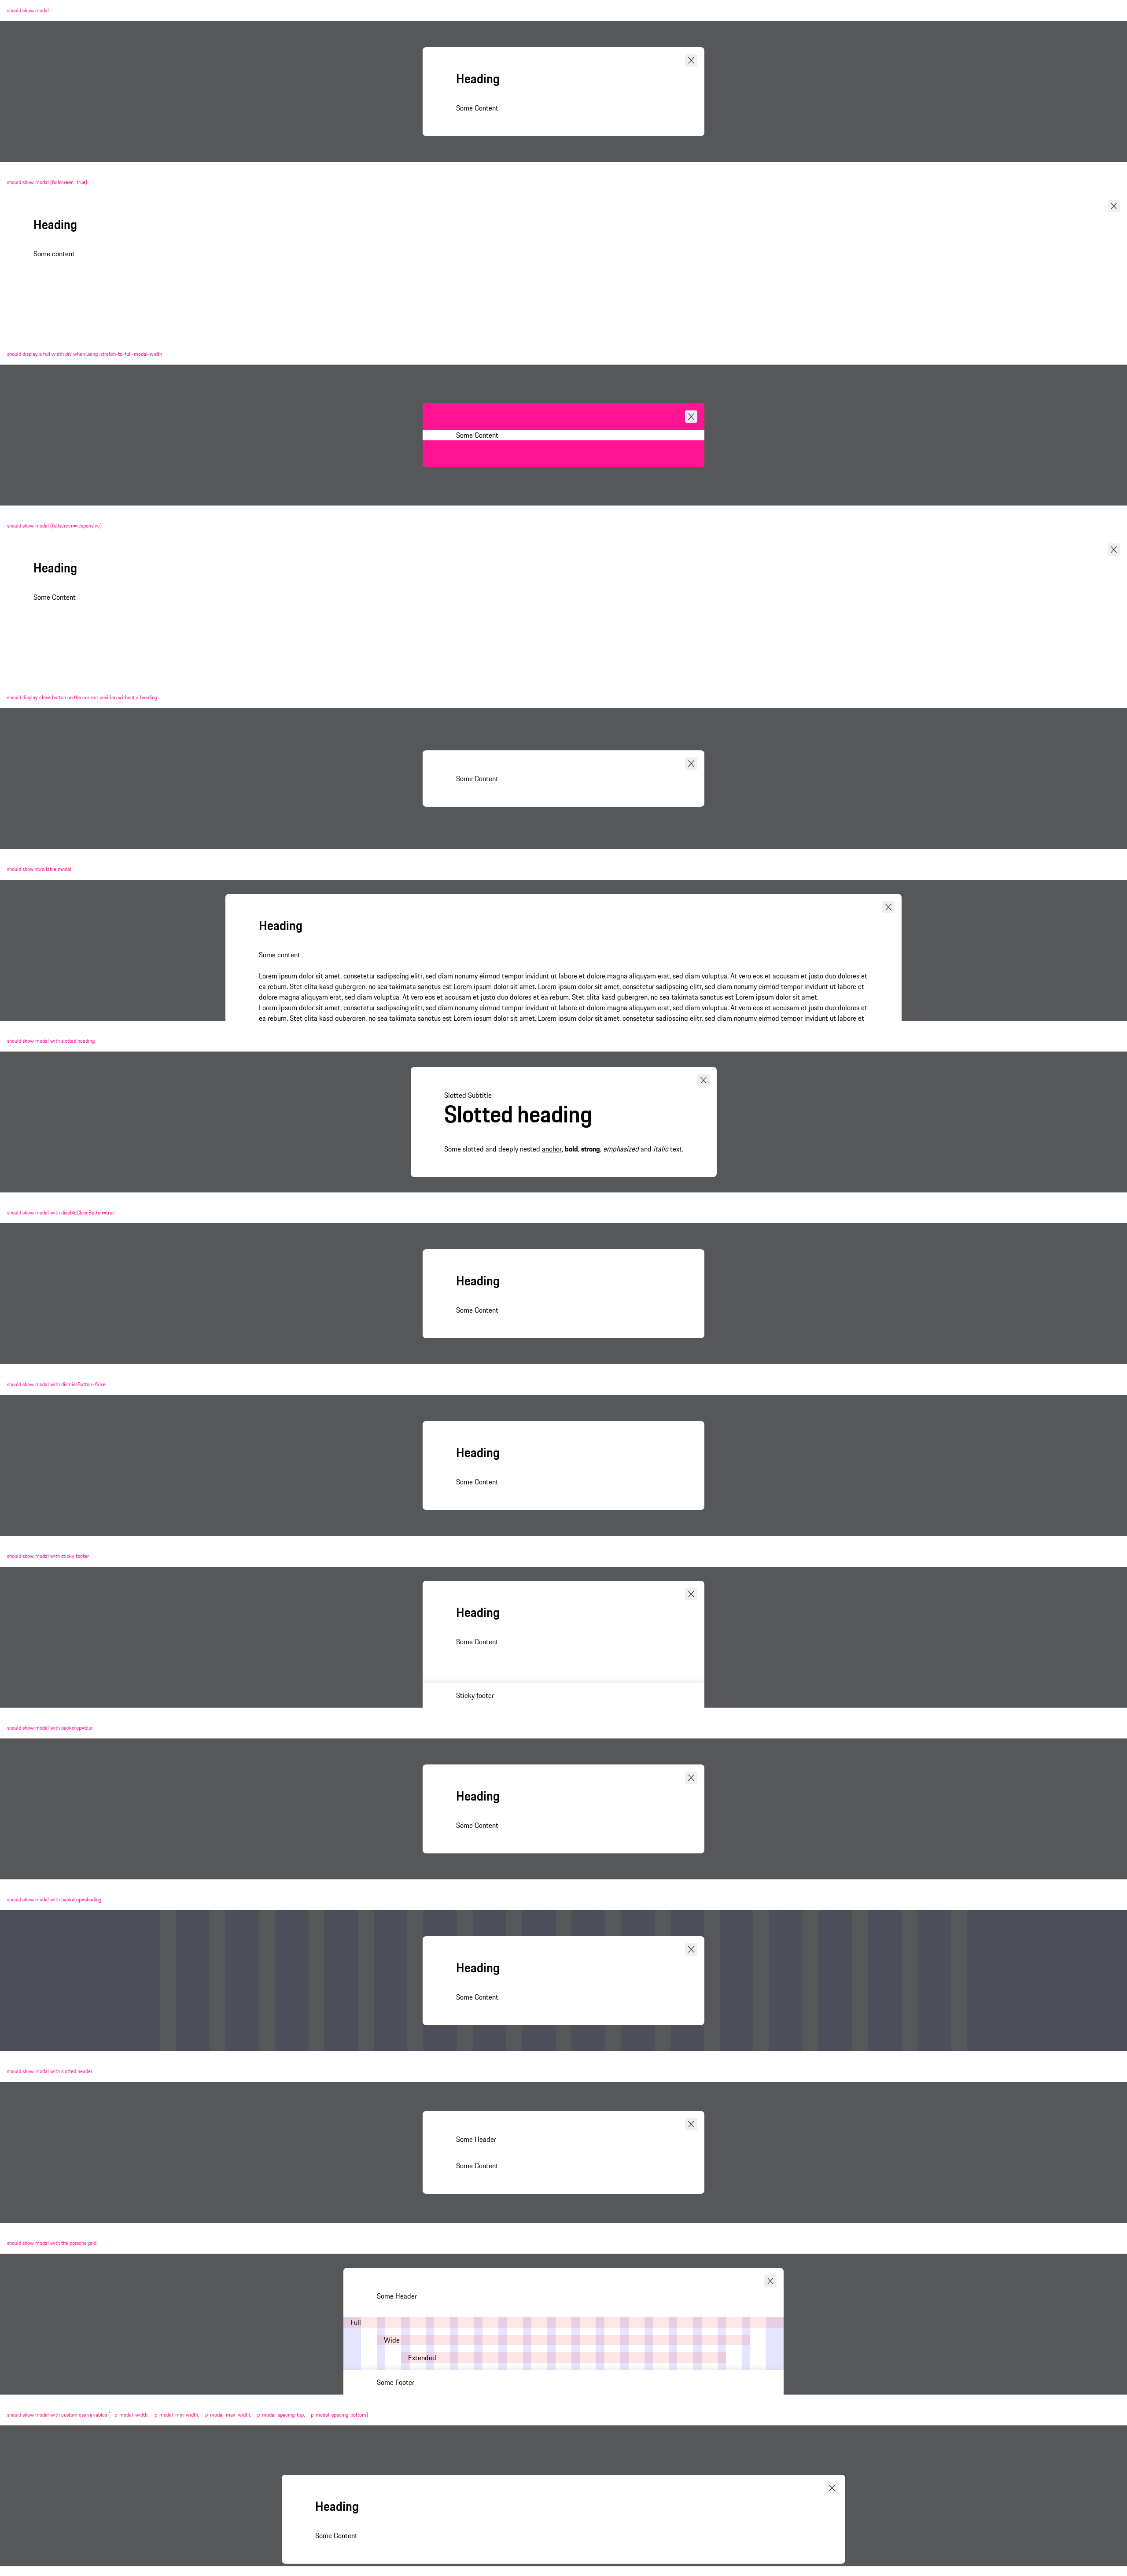 should show modal
Heading
Some Content
should show modal (fullscreen=true)
Heading
Some content
should display a full width div when using .stretch-to-full-modal-width
Some Content
should show modal (fullscreen=responsive)
Heading
Some Content
should display close button on the correct position without a heading
Some Content
should show scrollable modal
Heading
Some content
Lorem ipsum dolor sit amet, consetetur sadipscing elitr, sed diam nonumy eirmod tempor invidunt ut labore et dolore magna aliquyam erat, sed diam voluptua. At vero eos et accusam et justo duo dolores et
ea rebum. Stet clita kasd gubergren, no sea takimata sanctus est Lorem ipsum dolor sit amet. Lorem ipsum dolor sit amet, consetetur sadipscing elitr, sed diam nonumy eirmod tempor invidunt ut labore et
dolore magna aliquyam erat, sed diam voluptua. At vero eos et accusam et justo duo dolores et ea rebum. Stet clita kasd gubergren, no sea takimata sanctus est Lorem ipsum dolor sit amet.
Lorem ipsum dolor sit amet, consetetur sadipscing elitr, sed diam nonumy eirmod tempor invidunt ut labore et dolore magna aliquyam erat, sed diam voluptua. At vero eos et accusam et justo duo dolores et
ea rebum. Stet clita kasd gubergren, no sea takimata sanctus est Lorem ipsum dolor sit amet. Lorem ipsum dolor sit amet, consetetur sadipscing elitr, sed diam nonumy eirmod tempor invidunt ut labore et
should show modal with slotted heading
Slotted Subtitle
Slotted heading
Some slotted and deeply nested anchor, bold, strong, emphasized and italic text.
should show modal with disableCloseButton=true
Heading
Some Content
should show modal with dismissButton=false
Heading
Some Content
should show modal with sticky footer
Heading
Some Content
Sticky footer
should show modal with backdrop=blur
Heading
Some Content
should show modal with backdrop=shading
Heading
Some Content
should show modal with slotted header
Some Header
Some Content
should show modal with the porsche grid
Some Header
Full
Wide
Extended
Some Footer
should show modal with custom css variables (--p-modal-width, --p-modal-min-width, --p-modal-max-width, --p-modal-spacing-top, --p-modal-spacing-bottom)
Heading
Some Content